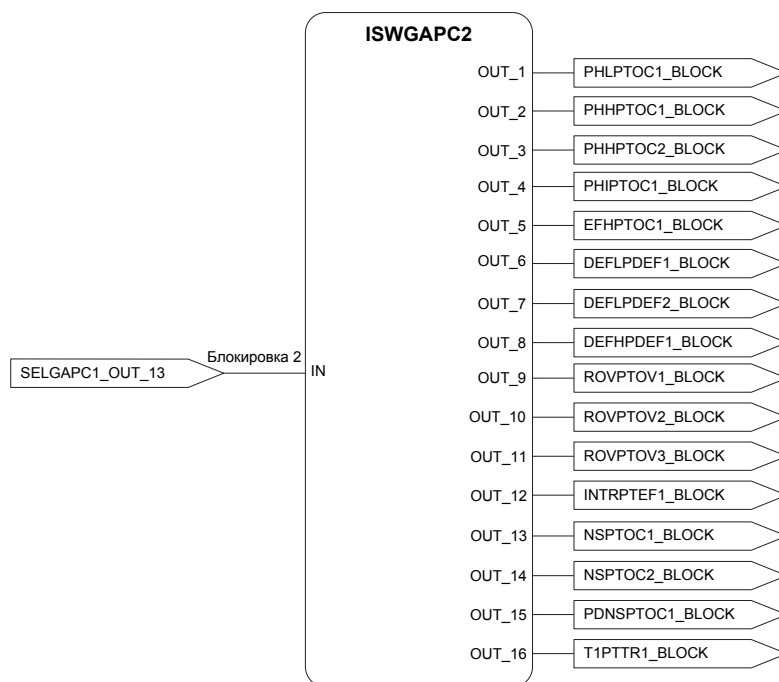 ISWGAPC2
OUT_1 PHLPTOC1_BLOCK
OUT_2 PHHPTOC1_BLOCK
OUT_3 PHHPTOC2_BLOCK
OUT_4 PHIPTOC1_BLOCK
OUT_5 EFHPTOC1_BLOCK
OUT_6 DEFLPDEF1_BLOCK
OUT_7 DEFLPDEF2_BLOCK
OUT_8 DEFHPDEF1_BLOCK
Блокировка 2
SELGAPC1_OUT_13 IN
OUT_9 ROVPTOV1_BLOCK
OUT_10 ROVPTOV2_BLOCK
OUT_11 ROVPTOV3_BLOCK
OUT_12 INTRPTEF1_BLOCK
OUT_13 NSPTOC1_BLOCK
OUT_14 NSPTOC2_BLOCK
OUT_15 PDNSPTOC1_BLOCK
OUT_16 T1PTTR1_BLOCK